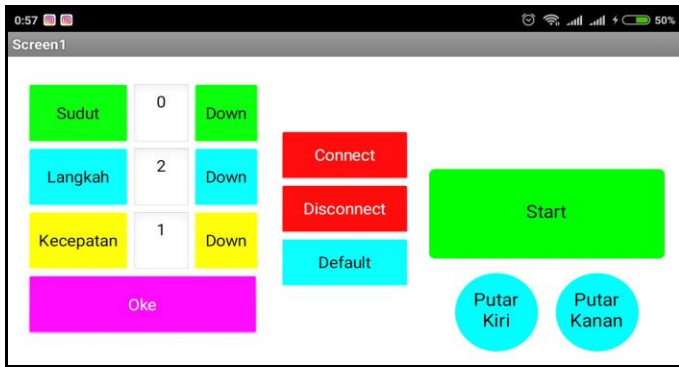 0:57 50%
Screen1
Sudut 0 Down
Langkah 2 Down
Kecepatan 1 Down
Oke
Connect
Disconnect
Default
Start
Putar
Kiri
Putar
Kanan